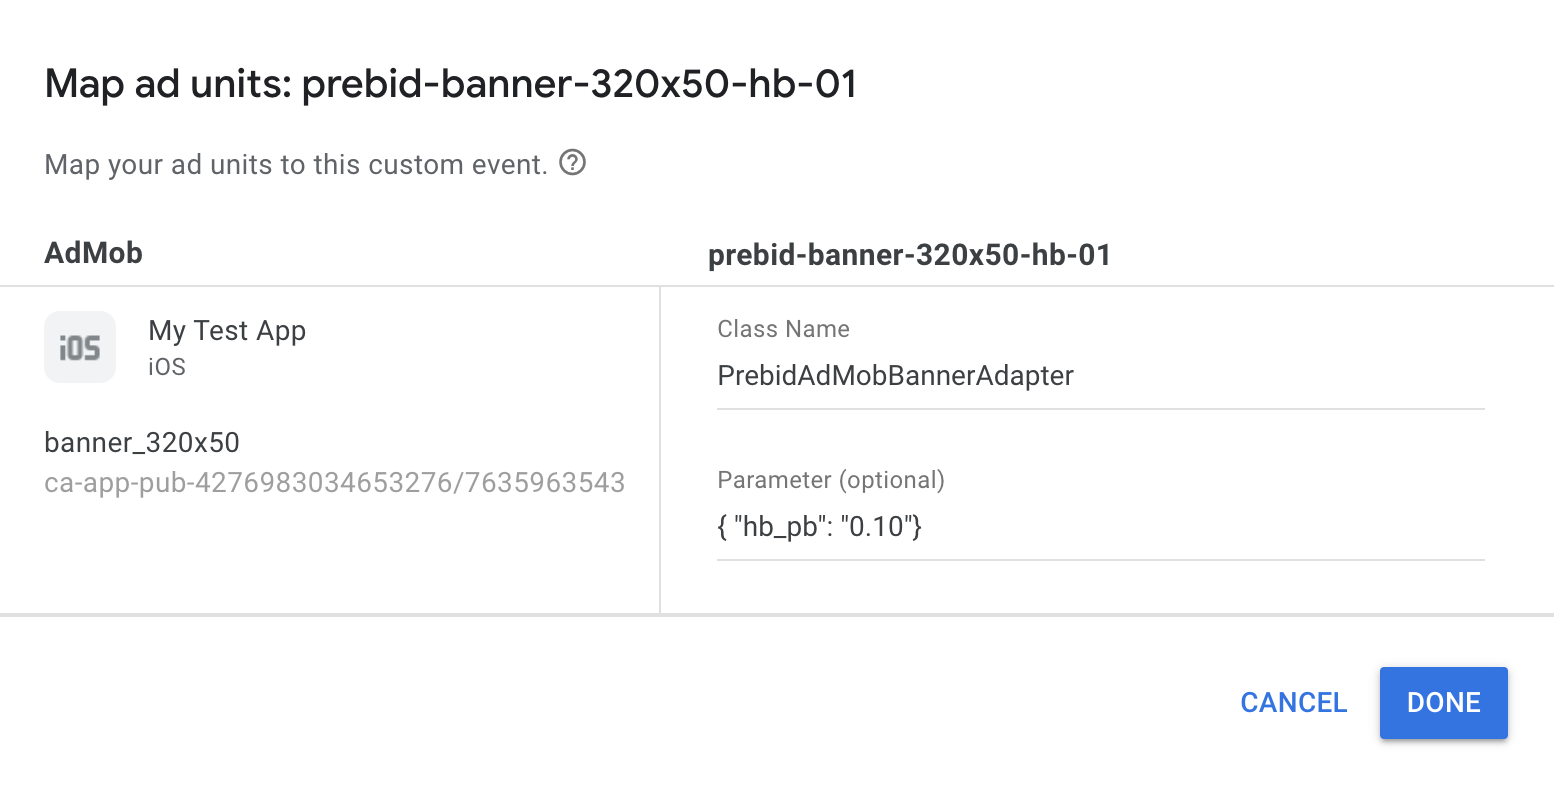 Map ad units: prebid-banner-320x50-hb-01
Map your ad units to this custom event. ?
AdMob
prebid-banner-320x50-hb-01
iOS
My Test App
iOS
banner_320x50
ca-app-pub-4276983034653276/7635963543
Class Name
PrebidAdMobBannerAdapter
Parameter (optional)
{ "hb_pb": "0.10"}
CANCEL
DONE